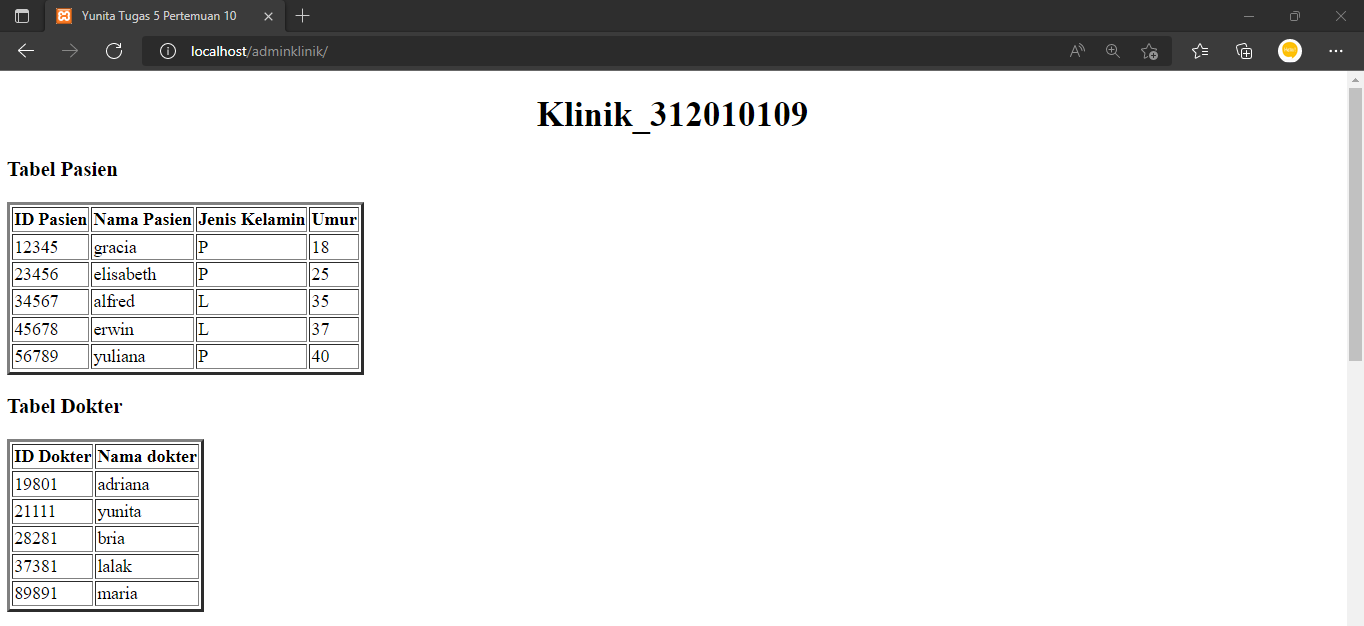 Yunita Tugas 5 Pertemuan 10
localhost/adminklinik/
Klinik_312010109
Tabel Pasien
ID Pasien Nama Pasien Jenis Kelamin Umur
12345 gracia P 18
23456 elisabeth P 25
34567 alfred L 35
45678 erwin L 37
56789 yuliana P 40
Tabel Dokter
ID Dokter Nama dokter
19801 adriana
21111 yunita
28281 bria
37381 lalak
89891 maria